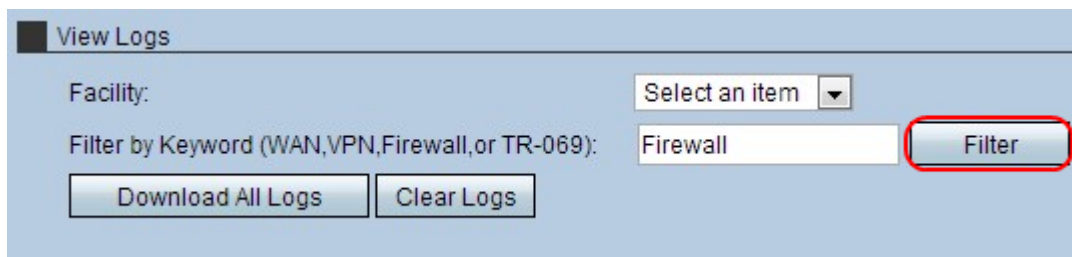 View Logs
Facility: Select an item
Filter by Keyword (WAN,VPN,Firewall,or TR-069): Firewall Filter
Download All Logs Clear Logs